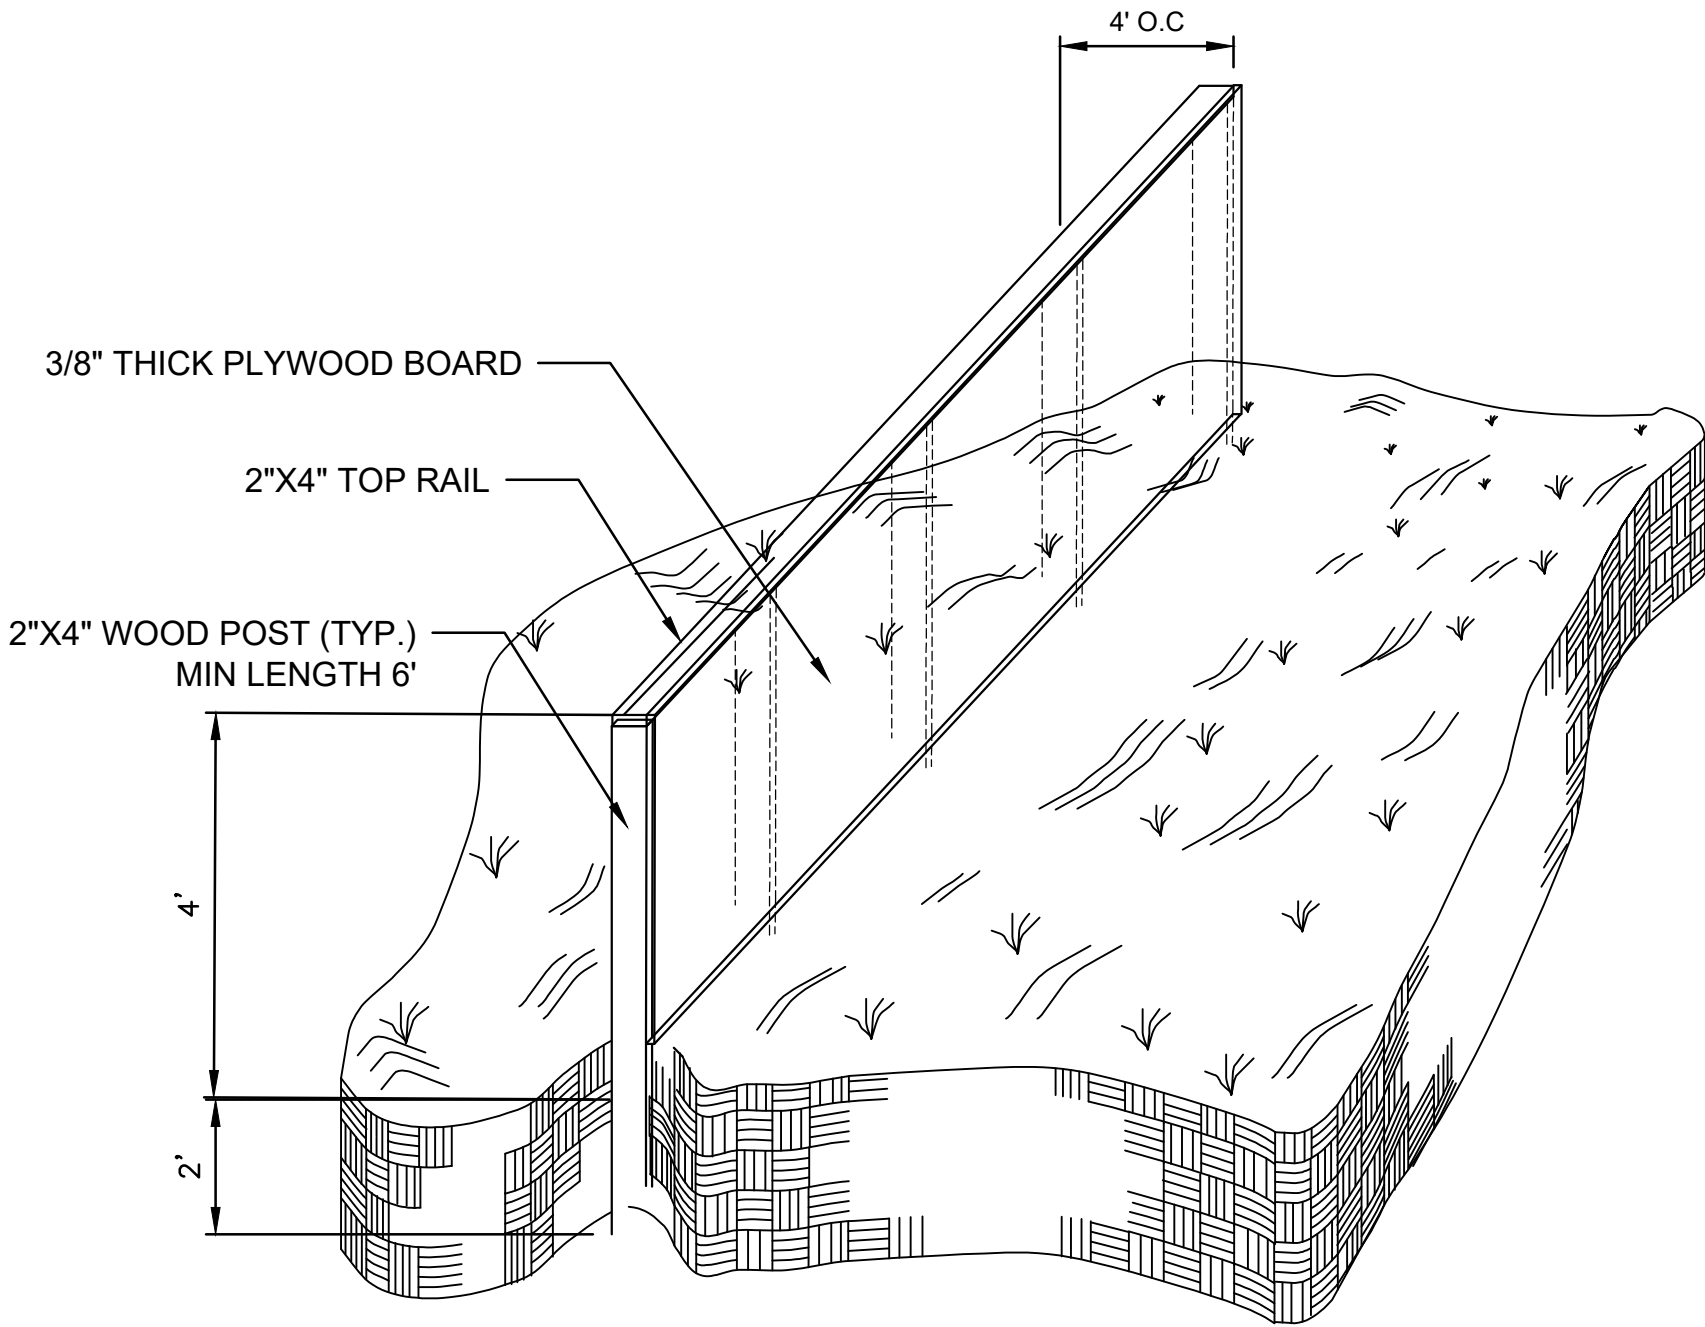 4' O.C
3/8" THICK PLYWOOD BOARD
2"X4" TOP RAIL
2"X4" WOOD POST (TYP.)
MIN LENGTH 6'
4'
2'